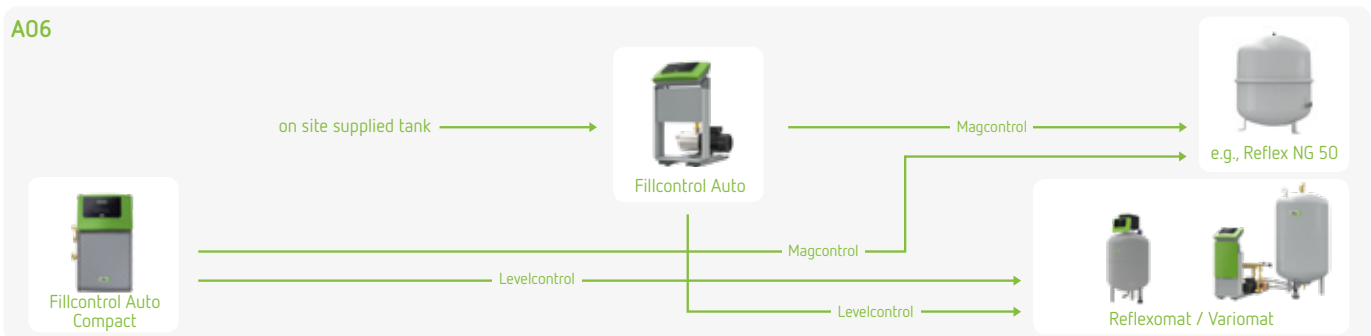 A06
on site supplied tank
Magcontrol
e.g., Reflex NG 50
Fillcontrol Auto
Magcontrol
Levelcontrol
Fillcontrol Auto
Compact
Levelcontrol
Reflexomat / Variomat